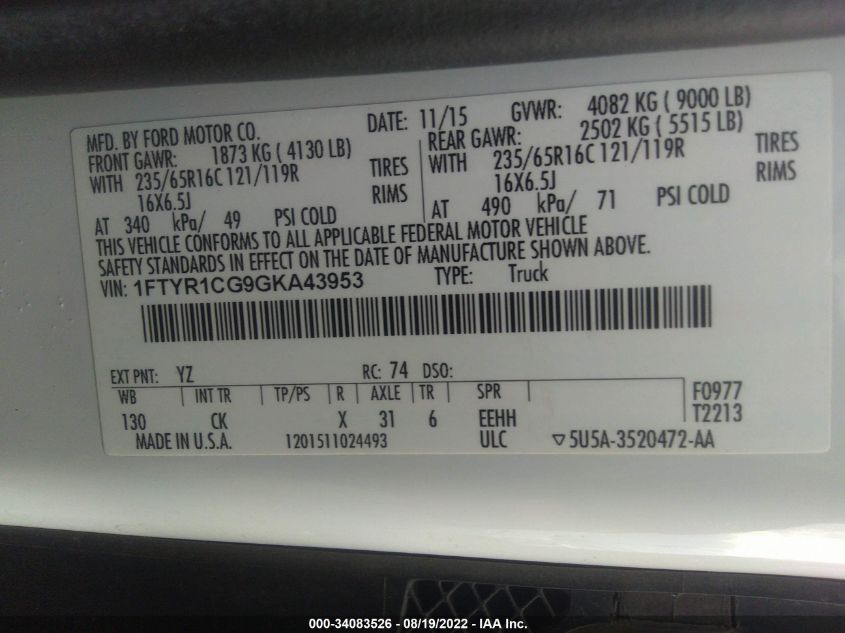 MFD. BY FORD MOTOR CO. DATE: 11/15 GVWR: 4082 KG ( 9000 LB)
FRONT GAWR: 1873 KG ( 4130 LB) REAR GAWR: 2502 KG ( 5515 LB)
WITH 235/65R16C 121/119R TIRES WITH 235/65R16C 121/119R TIRES
16X6.5J RIMS 16X6.5J RIMS
AT 340 kPa/ 49 PSI COLD AT 490 kPa/ 71 PSI COLD
THIS VEHICLE CONFORMS TO ALL APPLICABLE FEDERAL MOTOR VEHICLE
SAFETY STANDARDS IN EFFECT ON THE DATE OF MANUFACTURE SHOWN ABOVE.
VIN: 1FTYR1CG9GKA43953 TYPE: Truck
EXT PNT: YZ RC: 74 DSO:
WB INT TR TP/PS R AXLE TR SPR F0977
130 CK X 31 6 EEHH T2213
MADE IN U.S.A. 1201511024493 ULC ▽5U5A-3520472-AA
000-34083526 - 08/19/2022 - IAA Inc.